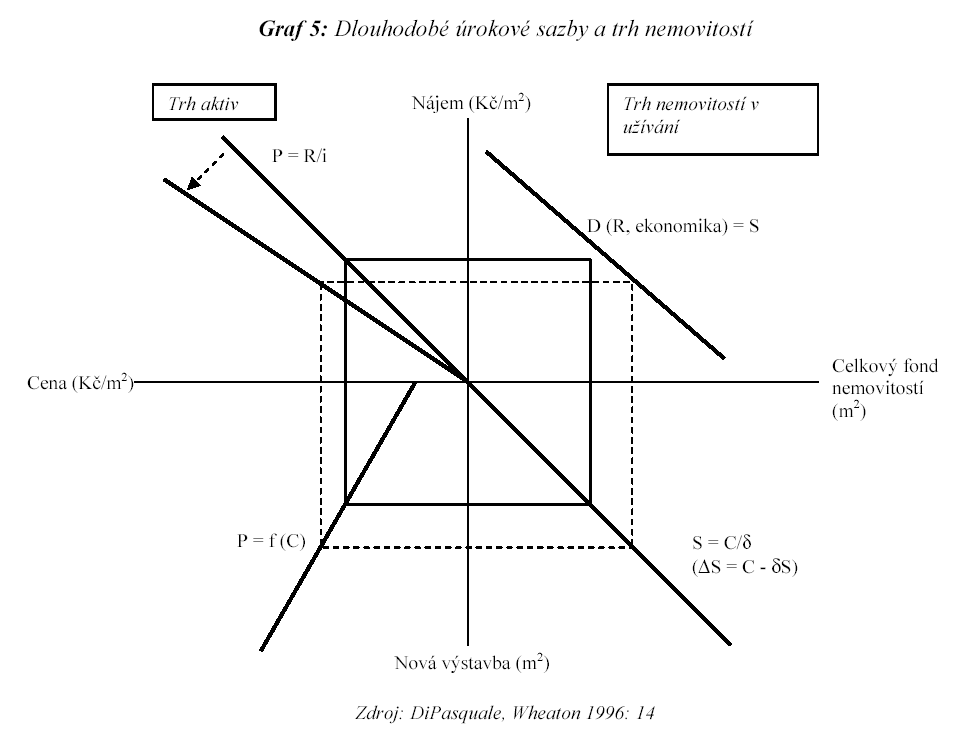 Graf 5: Dlouhodobé úrokové sazby a trh nemovitostí
Trh aktiv
Nájem (Kč/m²)
Trh nemovitostí v
užívání
P = R/i
D (R, ekonomika) = S
Cena (Kč/m²)
Celkový fond
nemovitostí
(m²)
P = f (C)
S = C/δ
(ΔS = C - δS)
Nová výstavba (m²)
Zdroj: DiPasquale, Wheaton 1996: 14